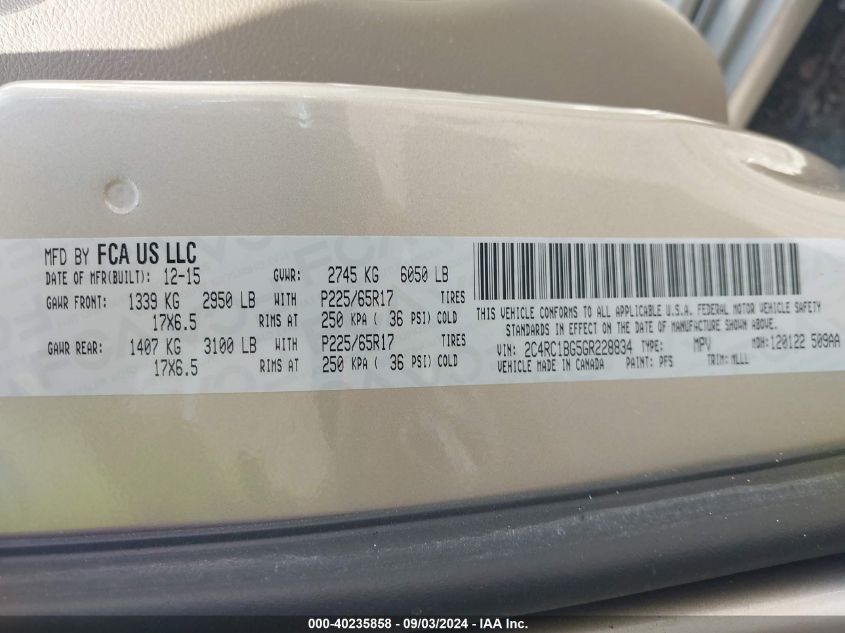 MFD BY FCA US LLC
DATE OF MFR(BUILT): 12-15 GVWR: 2745 KG 6050 LB
GAWR FRONT: 1339 KG 2950 LB WITH P225/65R17 TIRES
17X6.5 RIMS AT 250 KPA ( 36 PSI) COLD
GAWR REAR: 1407 KG 3100 LB WITH P225/65R17 TIRES
17X6.5 RIMS AT 250 KPA ( 36 PSI) COLD
THIS VEHICLE CONFORMS TO ALL APPLICABLE U.S.A. FEDERAL MOTOR VEHICLE SAFETY
STANDARDS IN EFFECT ON THE DATE OF MANUFACTURE SHOWN ABOVE.
VIN: 2C4RC1BG5GR228834 TYPE: MPV MDH: 120122 509AA
VEHICLE MADE IN CANADA PAINT: PFS TRIM: MLLL
000-40235858 - 09/03/2024 - IAA Inc.